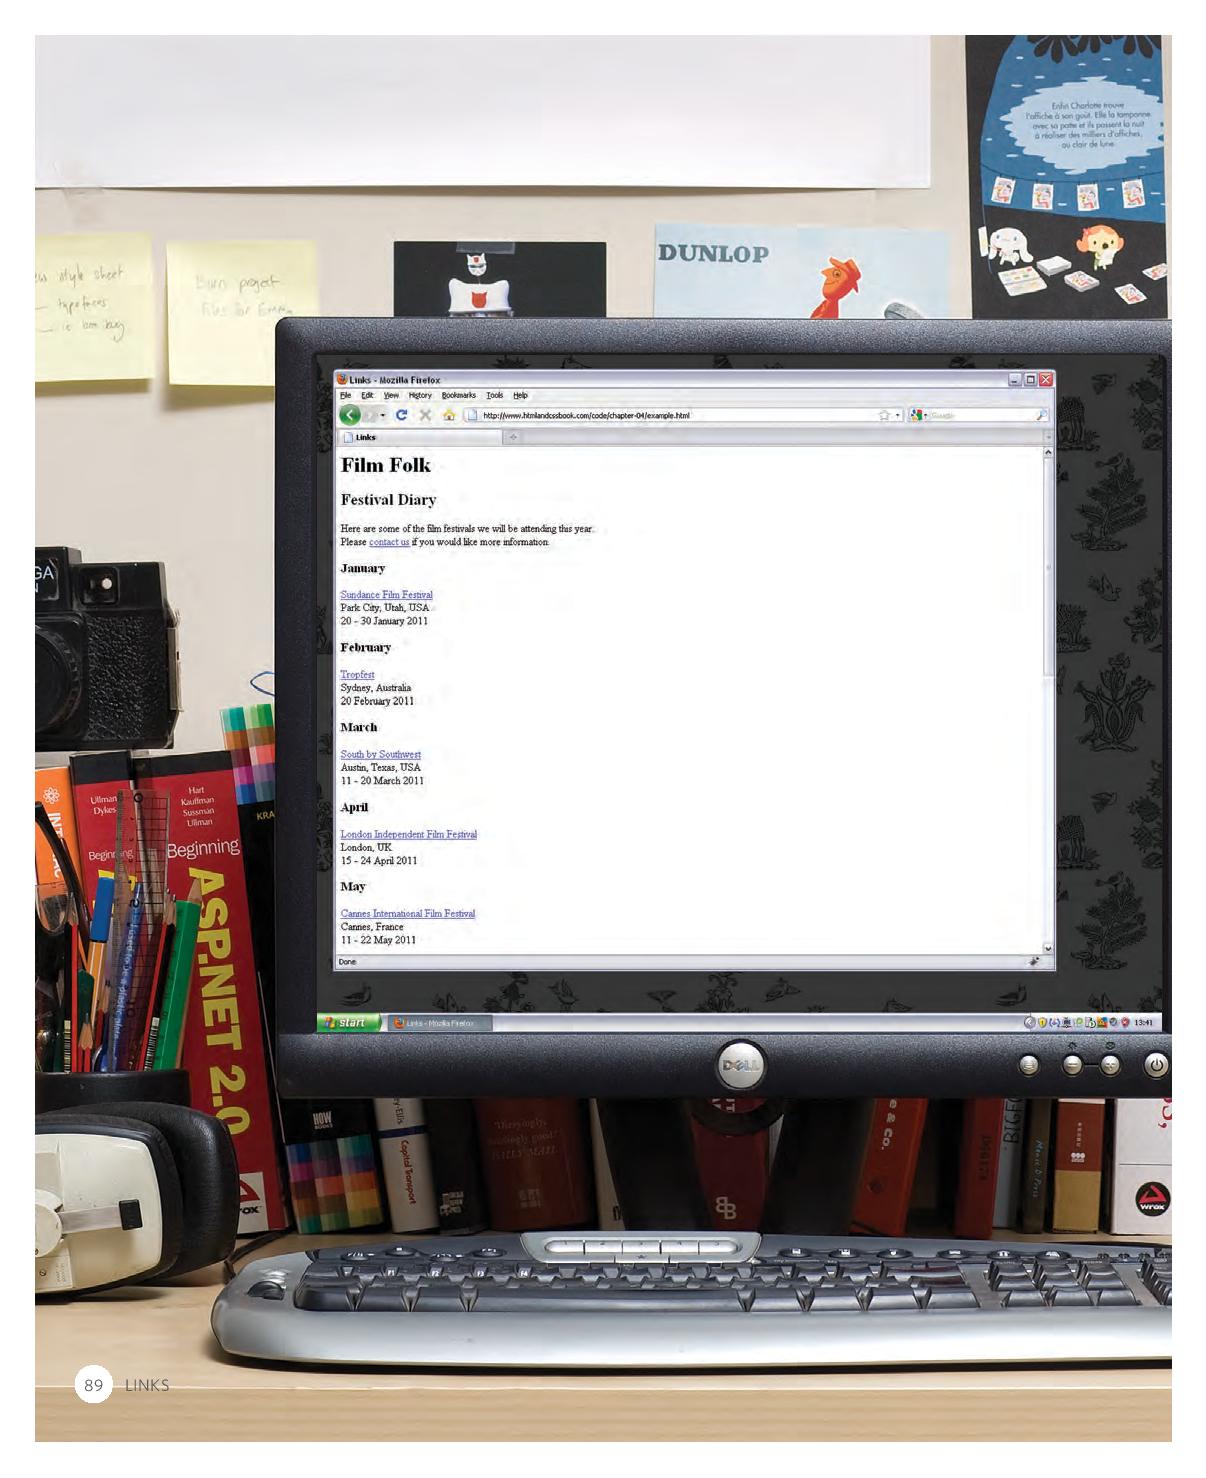 Enfin Charlotte trouve
l'affiche à son goût. Elle la tamponne
avec sa patte et ils passent la nuit
à réaliser des milliers d'affiches,
au clair de lune.
DUNLOP
style sheet
typefaces
Burn project
files for Emma
Links - Mozilla Firefox
File Edit View History Bookmarks Tools Help
http://www.htmlandcssbook.com/code/chapter-04/example.html
Google
Links
Film Folk
Festival Diary
Here are some of the film festivals we will be attending this year.
Please contact us if you would like more information.
January
Sundance Film Festival
Park City, Utah, USA
20 - 30 January 2011
February
Tropfest
Sydney, Australia
20 February 2011
March
South by Southwest
Austin, Texas, USA
11 - 20 March 2011
April
London Independent Film Festival
London, UK
15 - 24 April 2011
May
Cannes International Film Festival
Cannes, France
11 - 22 May 2011
Done
start
Links - Mozilla Firefox
13:41
DELL
Ullman
Dykes
Beginning
Hart
Kauffman
Sussman
Ullman
Beginning
ASP.NET 2.0
KRA
HOW
BOOKS
ey-Ellis
Capital Transport
& co.
BIGFO
wrox
89 LINKS